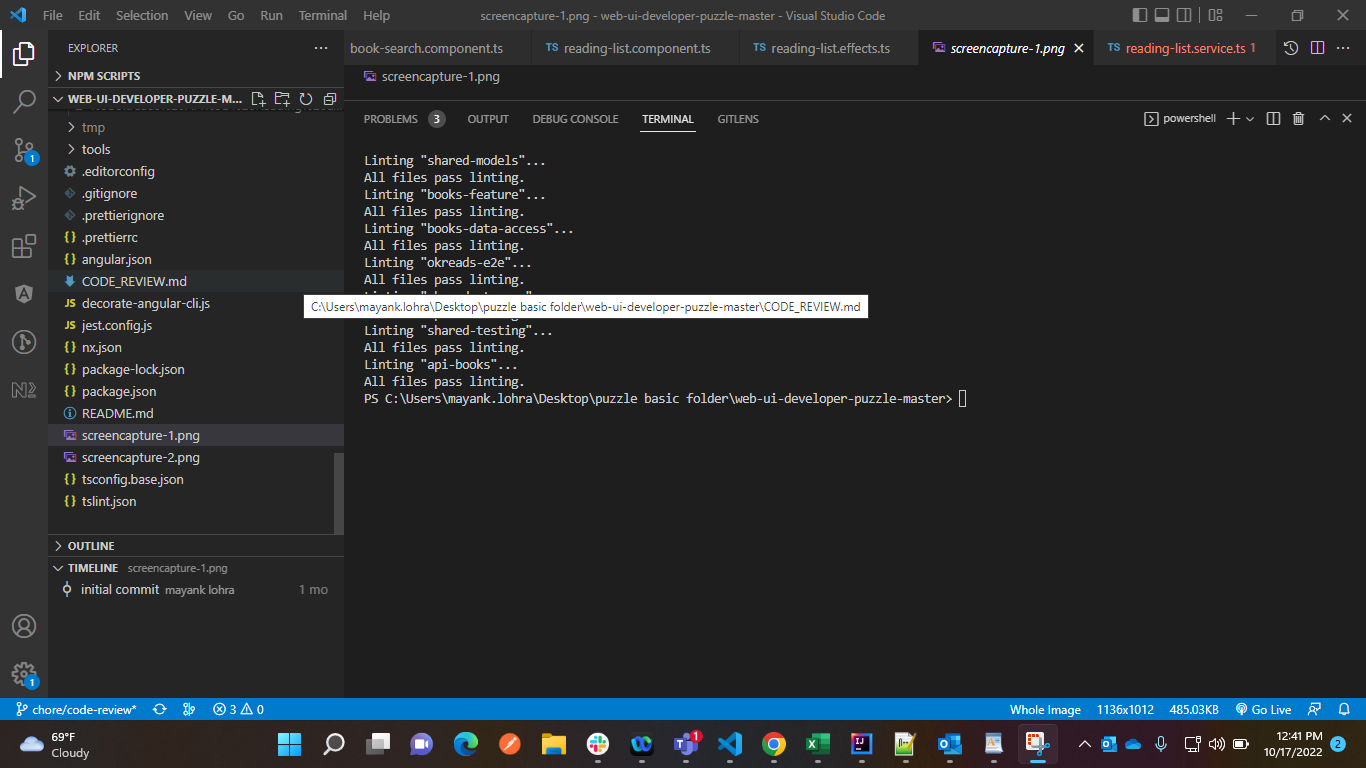 File Edit Selection View Go Run Terminal Help
screencapture-1.png - web-ui-developer-puzzle-master - Visual Studio Code
EXPLORER
NPM SCRIPTS
WEB-UI-DEVELOPER-PUZZLE-M...
tmp
tools
.editorconfig
.gitignore
.prettierignore
.prettierrc
angular.json
CODE_REVIEW.md
decorate-angular-cli.js
jest.config.js
nx.json
package-lock.json
package.json
README.md
screencapture-1.png
screencapture-2.png
tsconfig.base.json
tslint.json
OUTLINE
TIMELINE screencapture-1.png
initial commit mayank lohra 1 mo
book-search.component.ts
TS reading-list.component.ts
TS reading-list.effects.ts
screencapture-1.png
TS reading-list.service.ts 1
screencapture-1.png
PROBLEMS 3 OUTPUT DEBUG CONSOLE TERMINAL GITLENS
powershell
Linting "shared-models"...
All files pass linting.
Linting "books-feature"...
All files pass linting.
Linting "books-data-access"...
All files pass linting.
Linting "okreads-e2e"...
All files pass linting.
C:\Users\mayank.lohra\Desktop\puzzle basic folder\web-ui-developer-puzzle-master\CODE_REVIEW.md
Linting "shared-testing"...
All files pass linting.
Linting "api-books"...
All files pass linting.
PS C:\Users\mayank.lohra\Desktop\puzzle basic folder\web-ui-developer-puzzle-master>
chore/code-review*
3 0
Whole Image 1136x1012 485.03KB Go Live
69°F
Cloudy
12:41 PM
10/17/2022
2